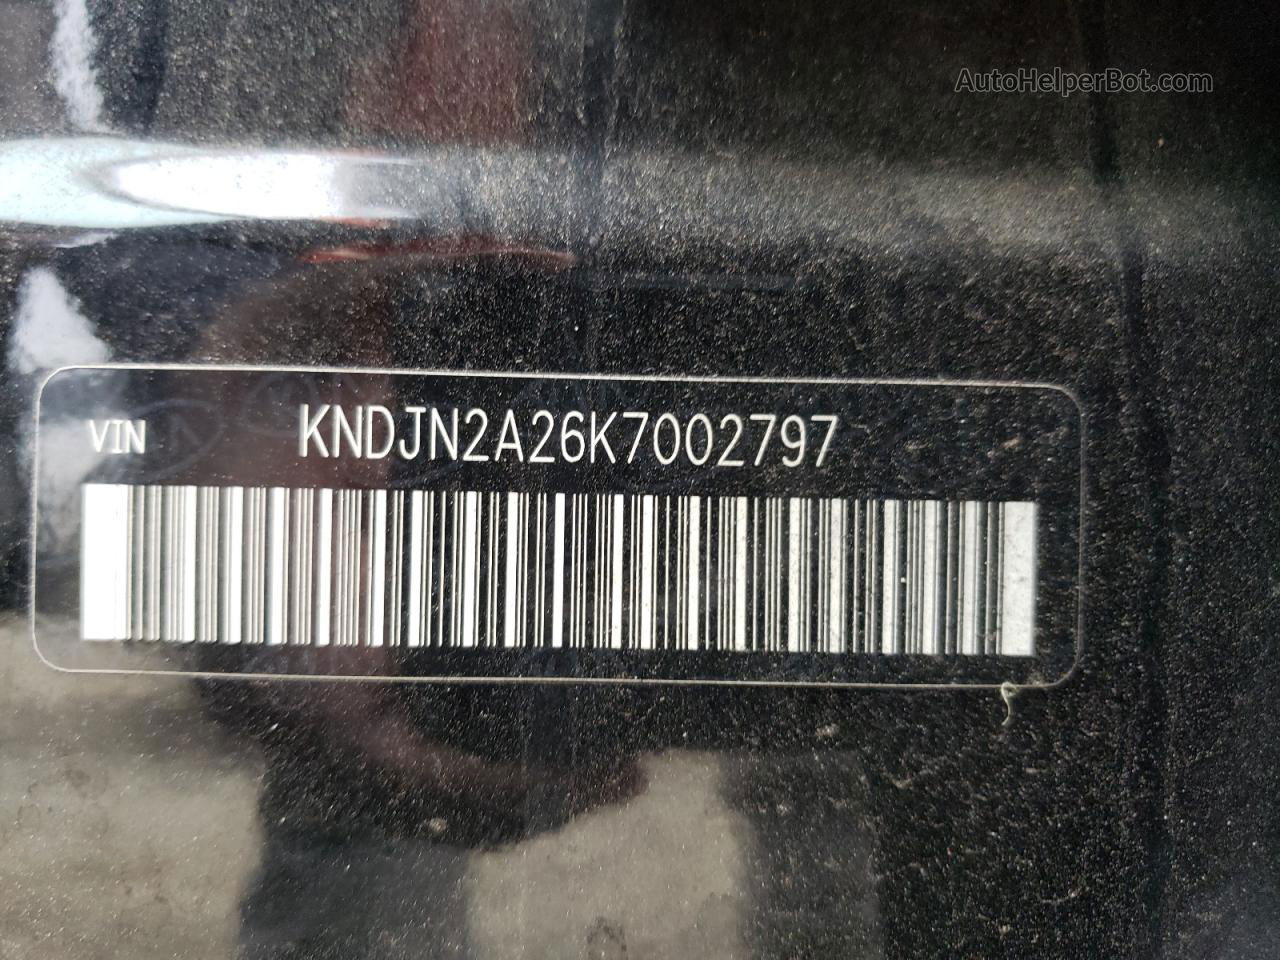 AutoHelperBot.com
VIN KNDJN2A26K7002797